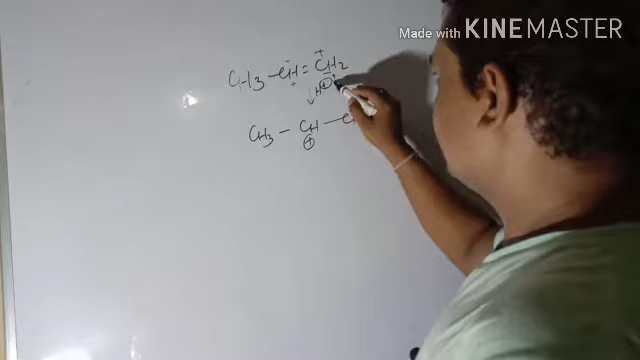 Made with KINEMASTER
CH3 - CH = CH2
H+
CH3 - CH - C
+